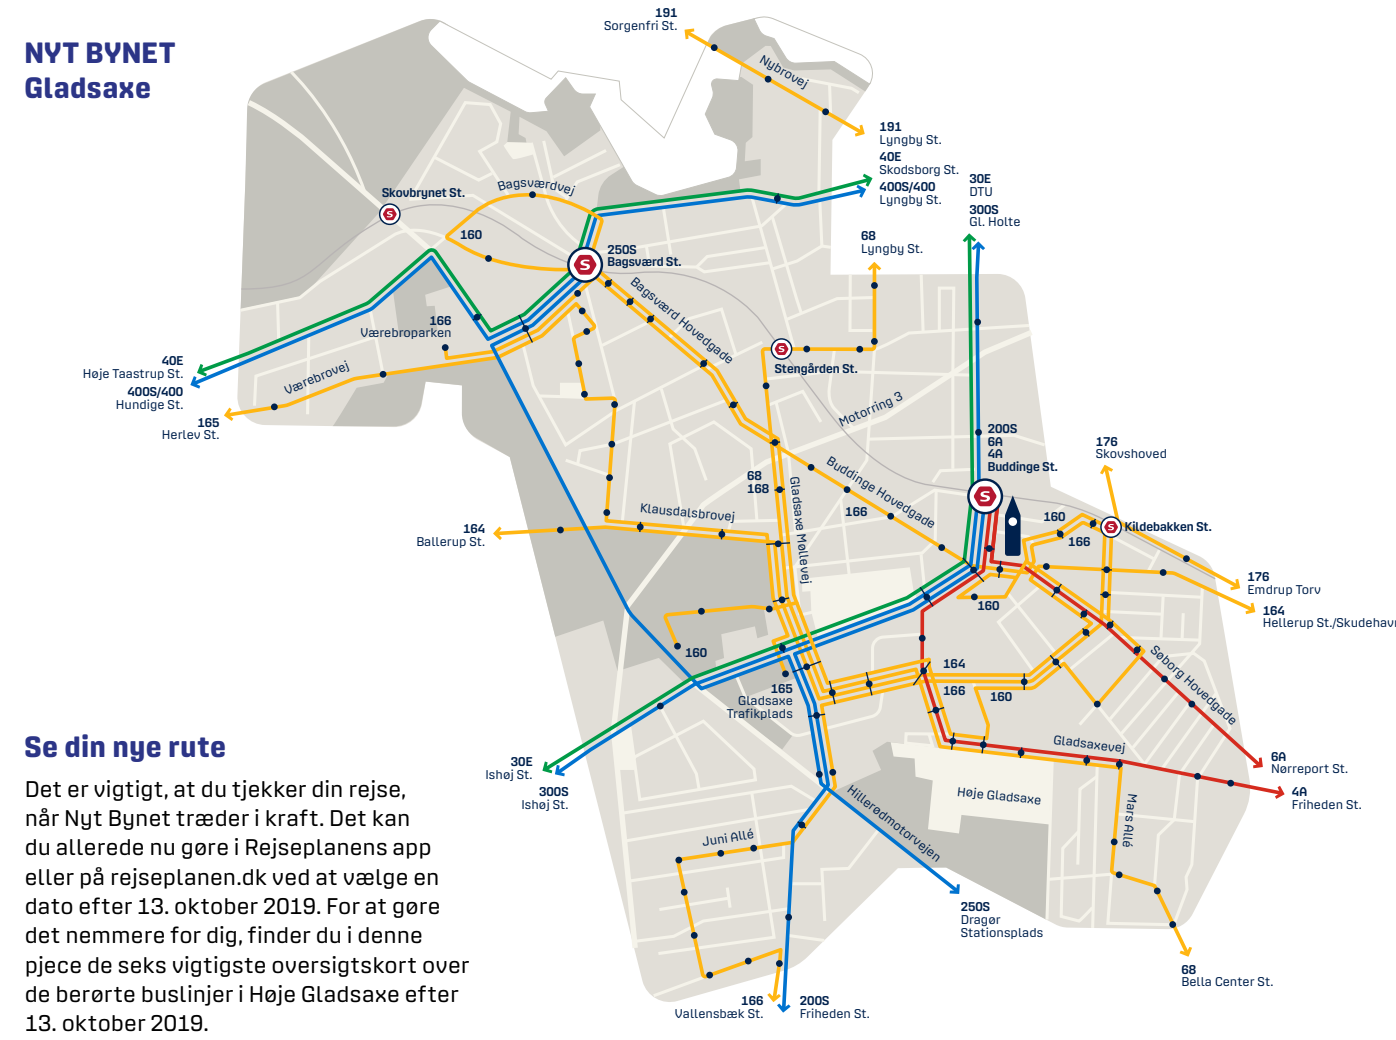 NYT BYNET
Gladsaxe
191
Sorgenfri St.
Nybrovej
191
Lyngby St.
40E
Skodsborg St.
400S/400
Lyngby St.
30E
DTU
300S
Gl. Holte
68
Lyngby St.
Skovbrynet St.
S
Bagsværdvej
160
S
250S
Bagsværd St.
Bagsværd Hovedgade
166
Værebroparken
Værebrovej
40E
Høje Taastrup St.
400S/400
Hundige St.
165
Herlev St.
S
Stengården St.
Motorring 3
200S
6A
4A
Buddinge St.
S
176
Skovshoved
68
168
Gladsaxe Møllevej
Buddinge Hovedgade
166
Klausdalsbrovej
164
Ballerup St.
160
166
S
Kildebakken St.
176
Emdrup Torv
164
Hellerup St./Skudehavn
160
160
165
Gladsaxe
Trafikplads
164
166
160
Søborg Hovedgade
Gladsaxevej
6A
Nørreport St.
4A
Friheden St.
30E
Ishøj St.
300S
Ishøj St.
Høje Gladsaxe
Mars Allé
Hillerødmotorvejen
Juni Allé
250S
Dragør
Stationsplads
68
Bella Center St.
166
Vallensbæk St.
200S
Friheden St.
Se din nye rute
Det er vigtigt, at du tjekker din rejse,
når Nyt Bynet træder i kraft. Det kan
du allerede nu gøre i Rejseplanens app
eller på rejseplanen.dk ved at vælge en
dato efter 13. oktober 2019. For at gøre
det nemmere for dig, finder du i denne
pjece de seks vigtigste oversigtskort over
de berørte buslinjer i Høje Gladsaxe efter
13. oktober 2019.